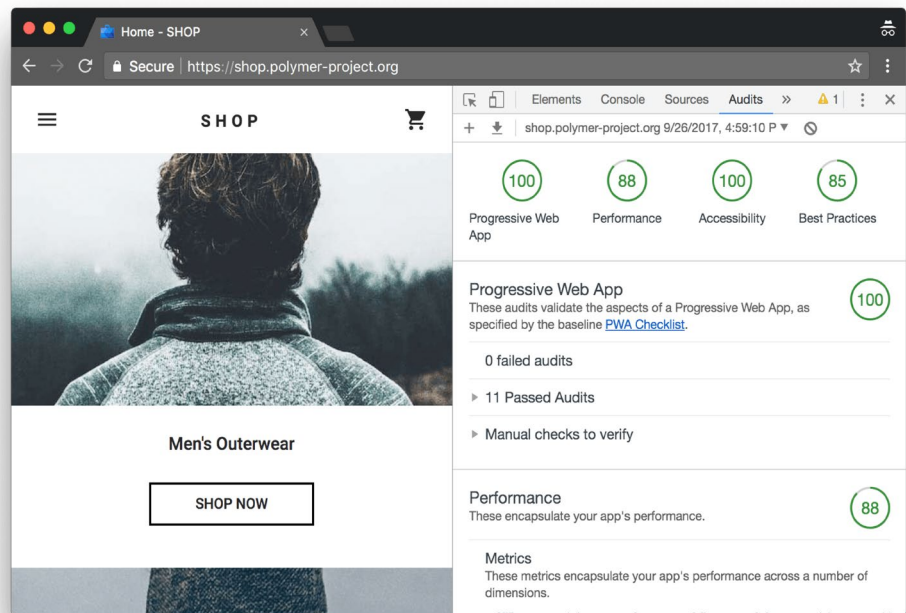 Home - SHOP
Secure | https://shop.polymer-project.org
SHOP
Men's Outerwear
SHOP NOW
Elements Console Sources Audits » 1
shop.polymer-project.org 9/26/2017, 4:59:10 P
100 88 100 85
Progressive Web App
Performance
Accessibility
Best Practices
Progressive Web App
100
These audits validate the aspects of a Progressive Web App, as
specified by the baseline PWA Checklist.
0 failed audits
11 Passed Audits
Manual checks to verify
Performance
88
These encapsulate your app's performance.
Metrics
These metrics encapsulate your app's performance across a number of
dimensions.